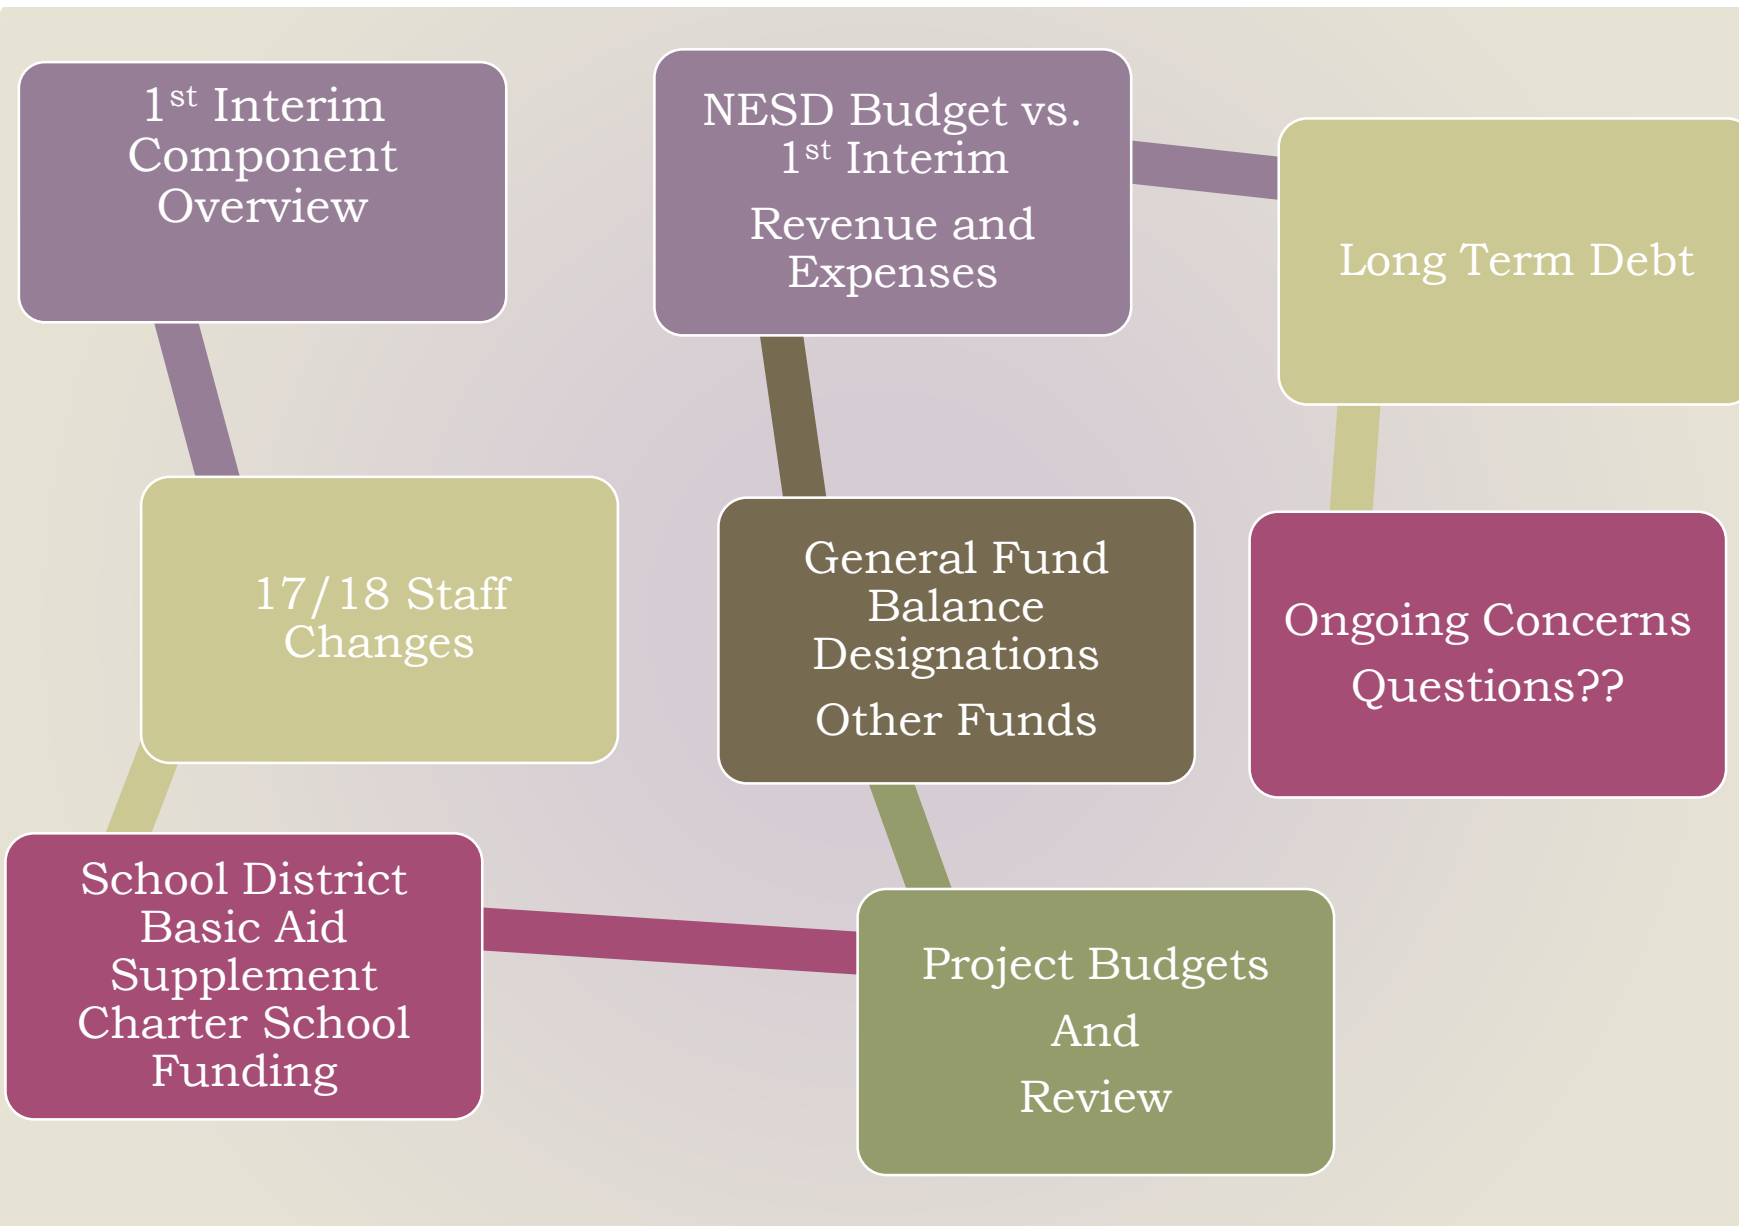 1st Interim
Component
Overview
17/18 Staff
Changes
School District
Basic Aid
Supplement
Charter School
Funding
Project Budgets
And
Review
General Fund
Balance
Designations
Other Funds
NESD Budget vs.
1st Interim
Revenue and
Expenses
Long Term Debt
Ongoing Concerns
Questions??